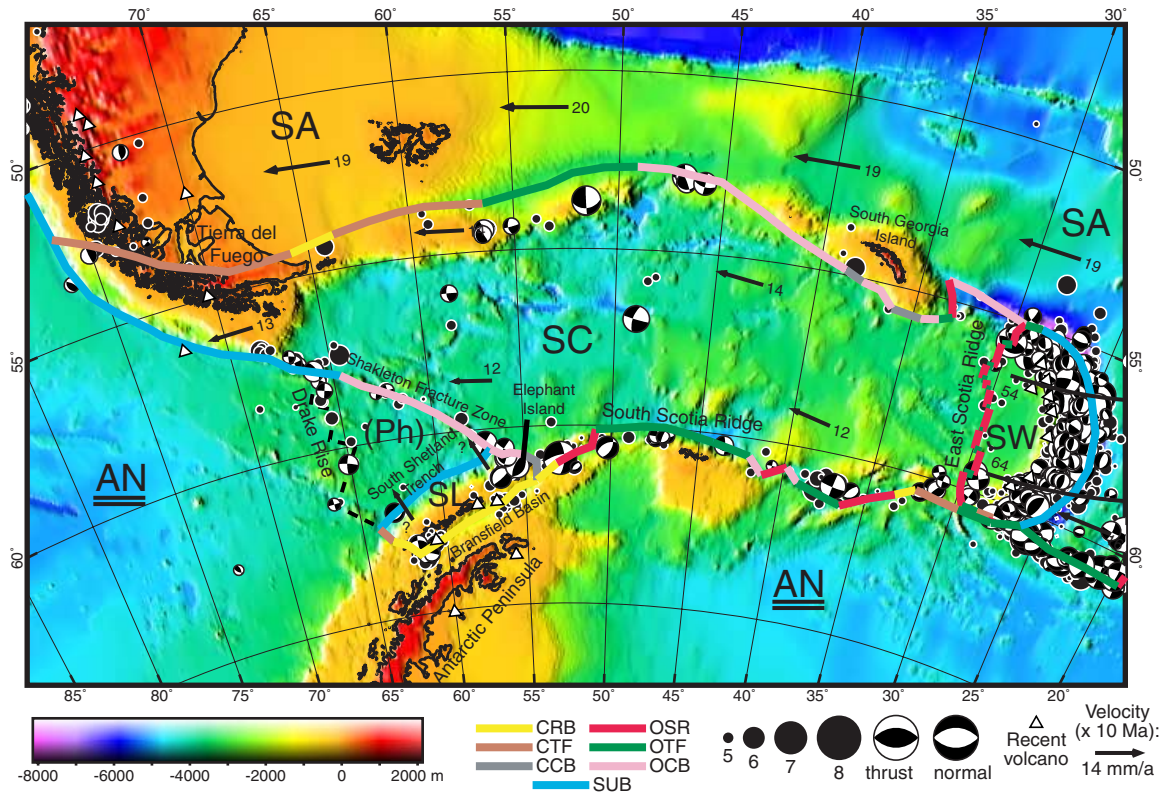 70° 65° 60° 55° 50° 45° 40° 35° 30°
SA
20
19
19
50°
50°
South Georgia
Island
SA
Tierra del
Fuego
19
14
13
SC
55°
55°
Shakleton Fracture Zone
12
Elephant
Island
South Scotia Ridge
East Scotia Ridge
54
Drake Rise
(Ph)
12
SW
64
?
AN
South Shetland
Trench
SL
?
Bransfield Basin
60°
60°
AN
Antarctic Peninsula
85° 80° 75° 70° 65° 60° 55° 50° 45° 40° 35° 30° 25° 20°
-8000 -6000 -4000 -2000 0 2000 m
CRB OSR
CTF OTF
CCB OCB
SUB
5 6 7 8 thrust normal
Recent
volcano
Velocity
(x 10 Ma):
14 mm/a